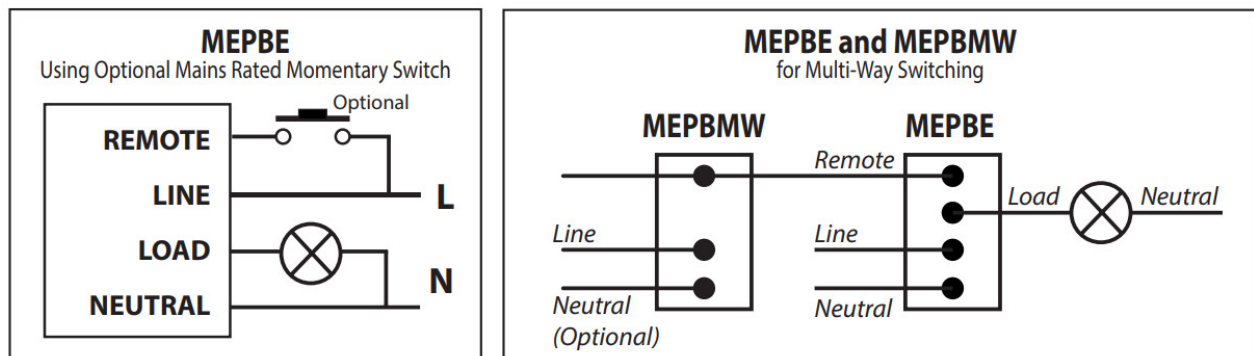 MEPBE
Using Optional Mains Rated Momentary Switch
Optional
REMOTE
LINE
L
LOAD
N
NEUTRAL
MEPBE and MEPBMW
for Multi-Way Switching
MEPBMW
MEPBE
Remote
Load
Neutral
Line
Line
Neutral
(Optional)
Neutral